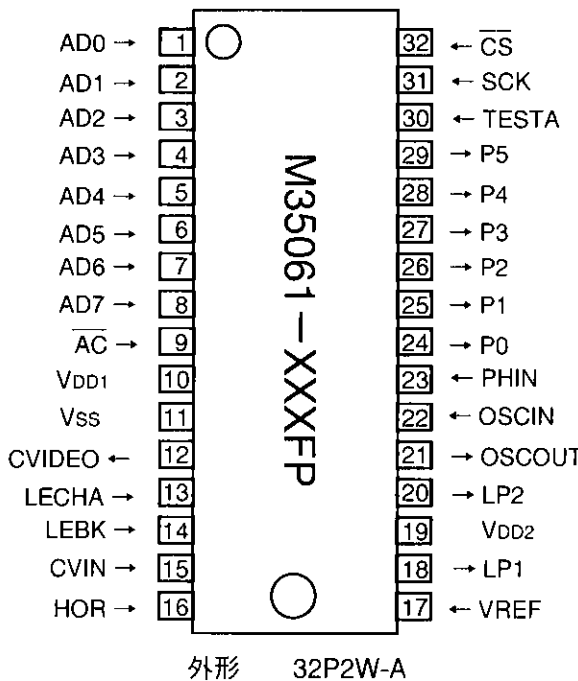 AD0 → 1 32 ← C̅S̅
AD1 → 2 31 ← SCK
AD2 → 3 30 ← TESTA
AD3 → 4 29 → P5
AD4 → 5 28 → P4
AD5 → 6 27 → P3
AD6 → 7 26 → P2
AD7 → 8 25 → P1
A̅C̅ → 9 24 → P0
VDD1 10 23 ← PHIN
VSS 11 22 ← OSCIN
CVIDEO ← 12 21 → OSCOUT
LECHA → 13 20 → LP2
LEBK → 14 19 VDD2
CVIN → 15 18 → LP1
HOR → 16 17 ← VREF
M35061-XXXFP
外形 32P2W-A